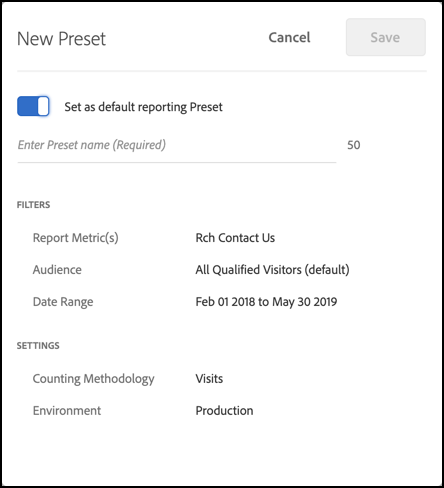 New Preset Cancel Save
Set as default reporting Preset
Enter Preset name (Required) 50
FILTERS
Report Metric(s) Rch Contact Us
Audience All Qualified Visitors (default)
Date Range Feb 01 2018 to May 30 2019
SETTINGS
Counting Methodology Visits
Environment Production